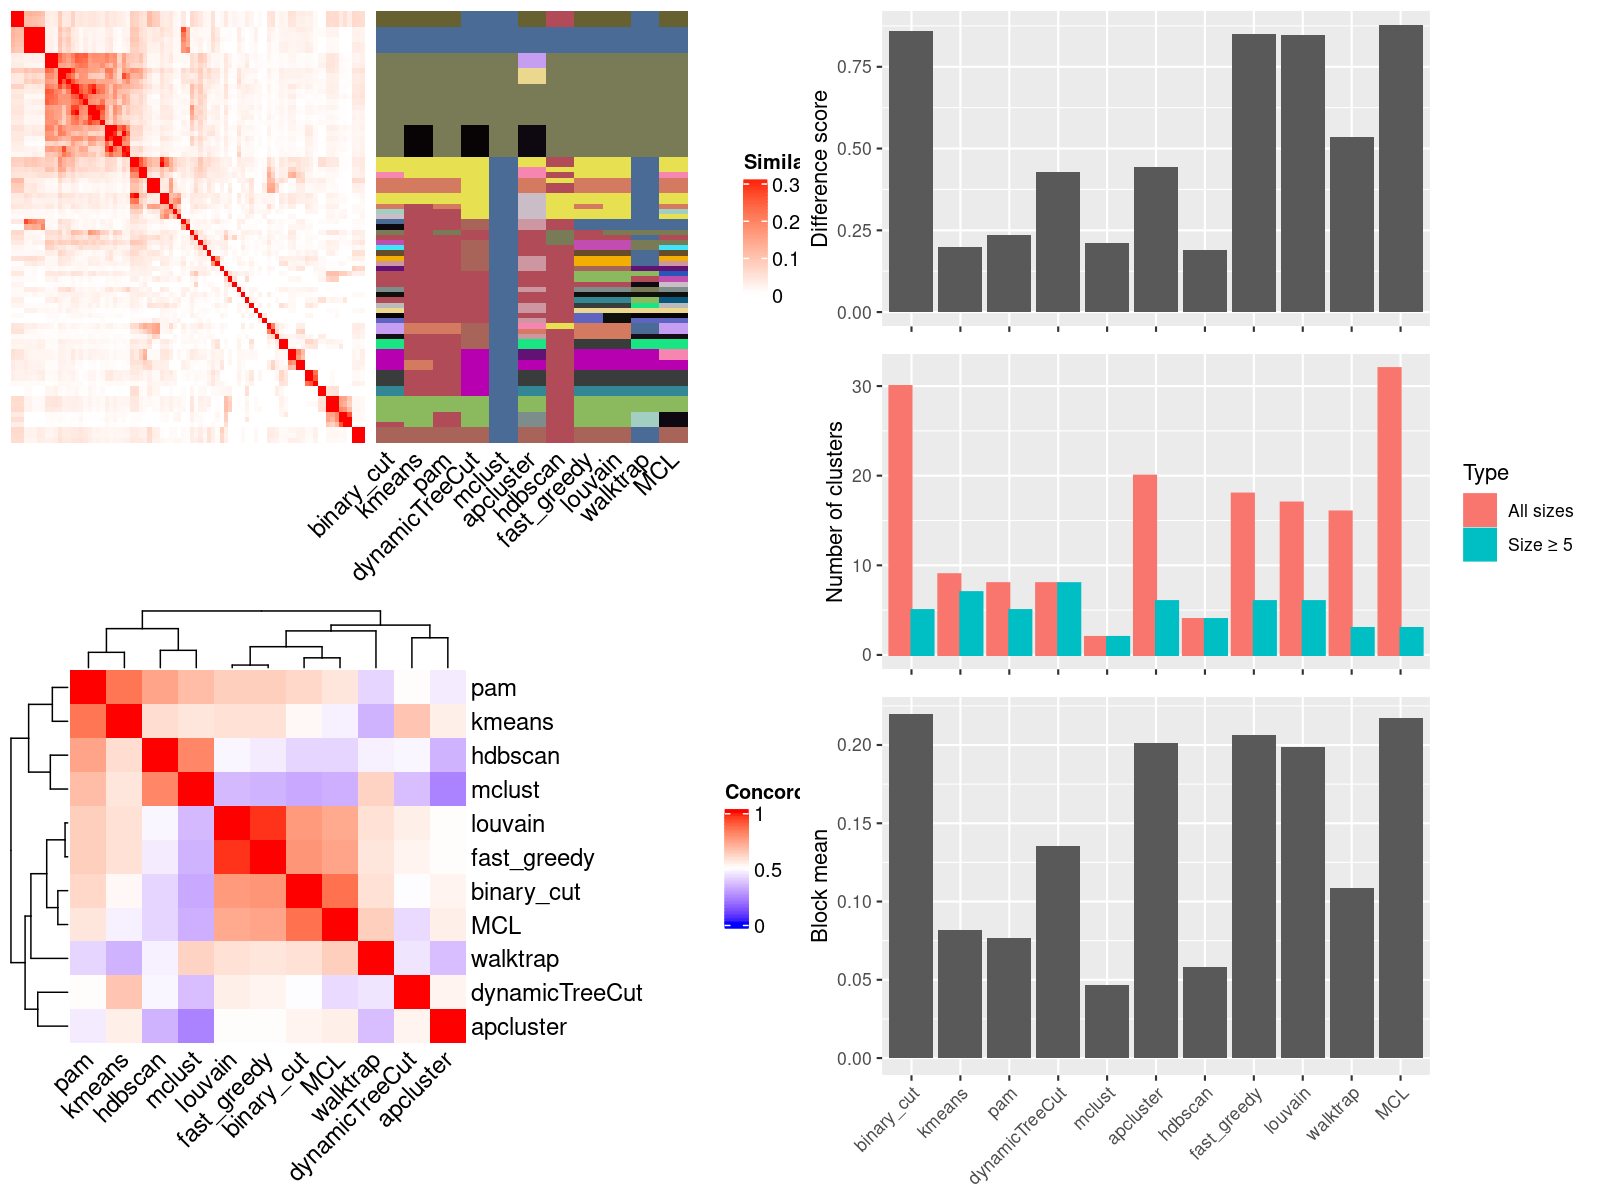 Simila
0.3
0.2
0.1
0
binary_cut
kmeans
pam
dynamicTreeCut
mclust
apcluster
hdbscan
fast_greedy
louvain
walktrap
MCL
pam
kmeans
hdbscan
mclust
louvain
fast_greedy
binary_cut
MCL
walktrap
dynamicTreeCut
apcluster
pam
kmeans
hdbscan
mclust
louvain
fast_greedy
binary_cut
MCL
walktrap
dynamicTreeCut
apcluster
Concord
1
0.5
0
Difference score
0.75
0.50
0.25
0.00
Number of clusters
30
20
10
0
Type
All sizes
Size ≥ 5
Block mean
0.20
0.15
0.10
0.05
0.00
binary_cut
kmeans
pam
dynamicTreeCut
mclust
apcluster
hdbscan
fast_greedy
louvain
walktrap
MCL